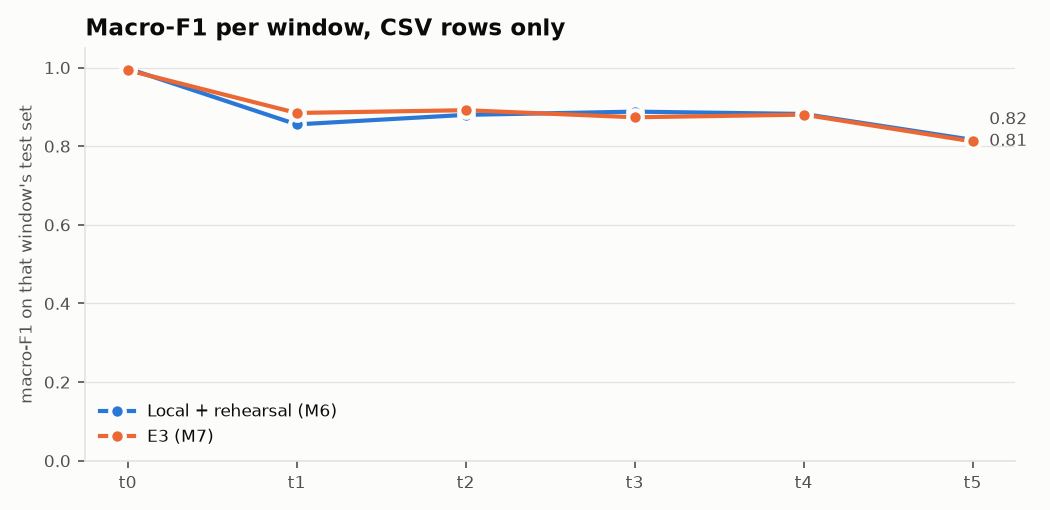 Macro-F1 per window, CSV rows only
macro-F1 on that window's test set
1.0
0.8
0.6
0.4
0.2
0.0
0.82
0.81
Local + rehearsal (M6)
E3 (M7)
t0
t1
t2
t3
t4
t5